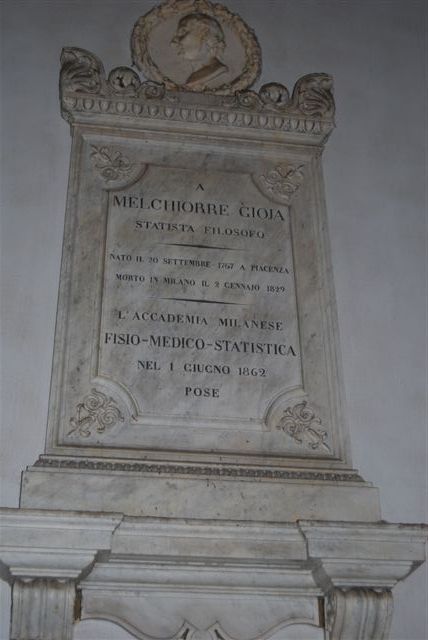 A
MELCHIORRE GIOJA
STATISTA FILOSOFO
NATO IL 20 SETTEMBRE 1767 A PIACENZA
MORTO IN MILANO IL 2 GENNAJO 1829
L'ACCADEMIA MILANESE
FISIO-MEDICO-STATISTICA
NEL 1 GIUGNO 1862
POSE